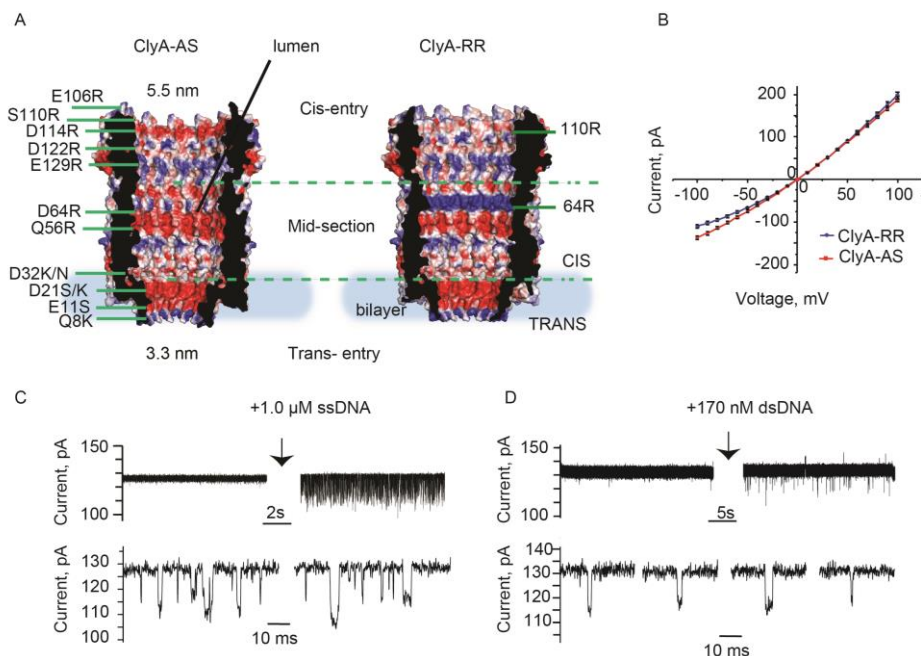 A
ClyA-AS
lumen
ClyA-RR
5.5 nm
E106R
S110R
D114R
D122R
E129R
D64R
Q56R
D32K/N
D21S/K
E11S
Q8K
Cis-entry
Mid-section
110R
64R
CIS
bilayer
TRANS
3.3 nm
Trans- entry
B
Current, pA
200
100
0
-100
-200
-100
-50
0
50
100
ClyA-RR
ClyA-AS
Voltage, mV
C
+1.0 µM ssDNA
Current, pA
150
100
2s
Current, pA
130
120
110
100
10 ms
D
+170 nM dsDNA
Current, pA
150
100
5s
Current, pA
140
130
120
110
100
10 ms